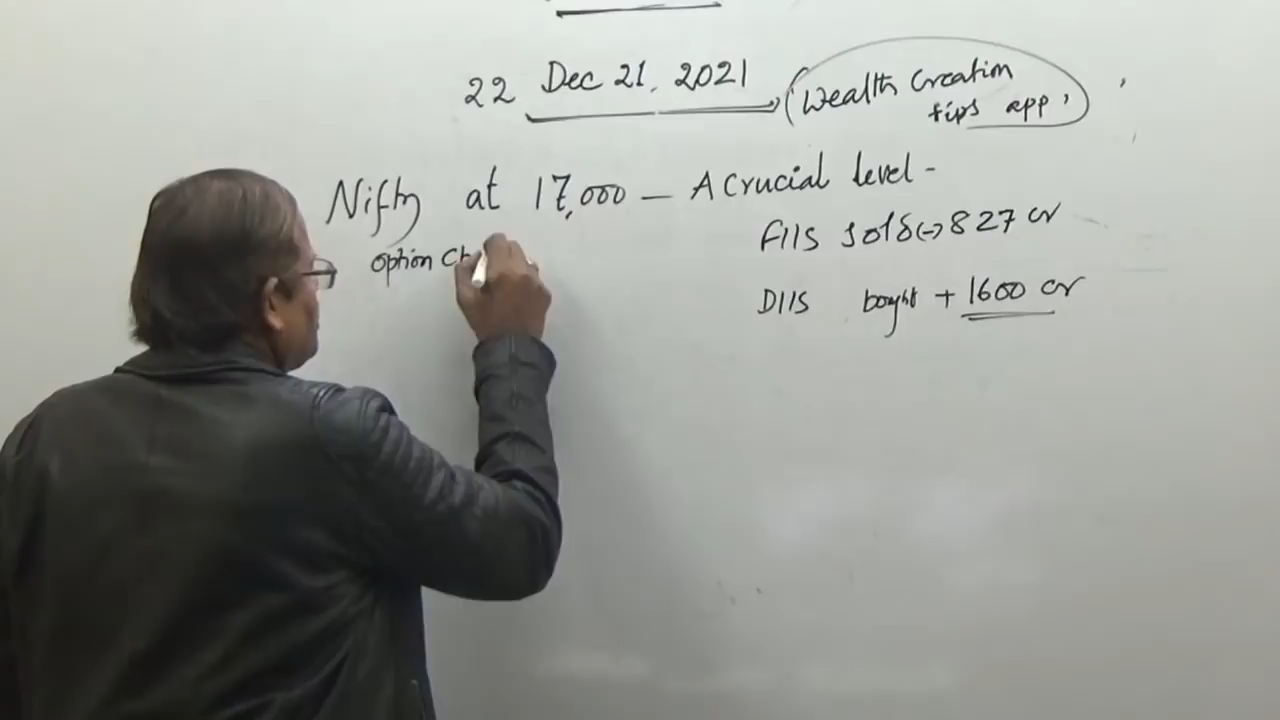 22 Dec 21, 2021 (Wealth Creation
tips app,
Nifty at 17,000 — A Crucial level -
FIIS sold (-) 827 cr
option Ch
DIIS bought + 1600 cr